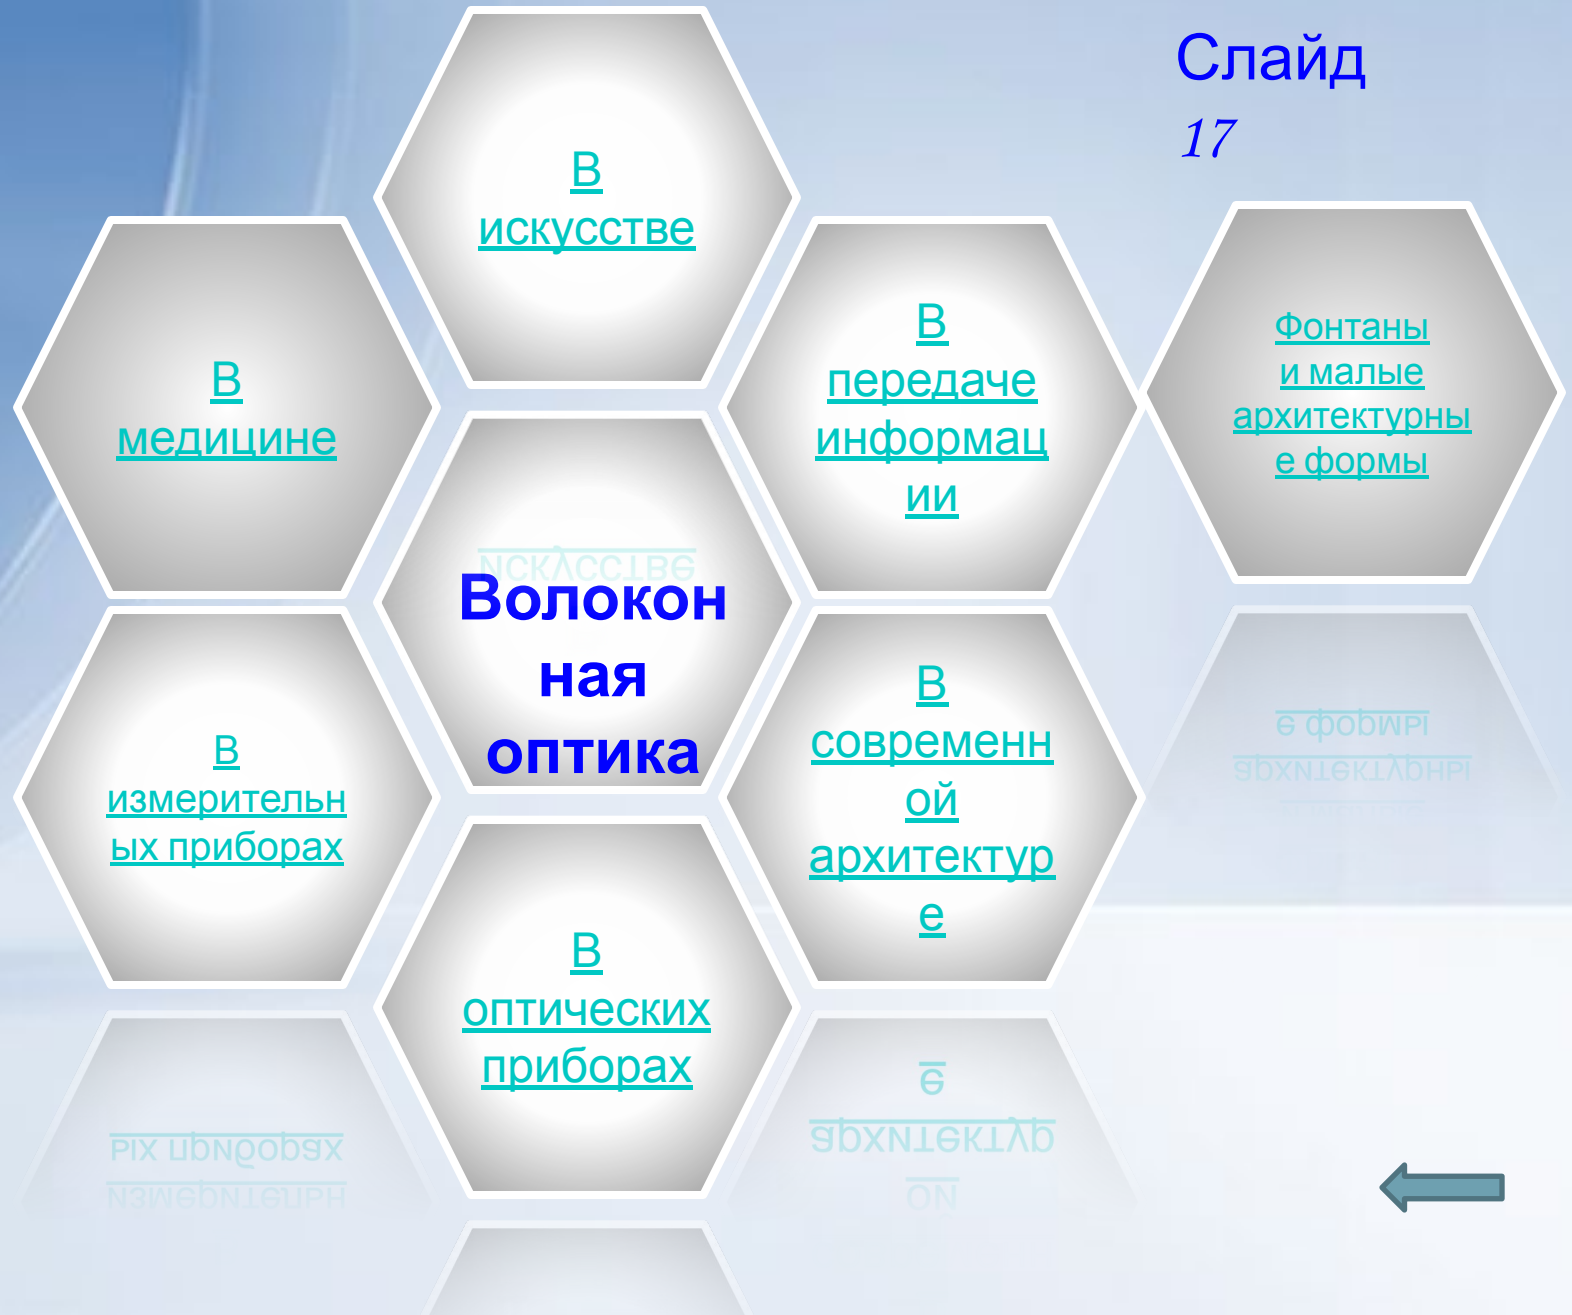 Слайд
17
В
искусстве
В
медицине
В
передаче
информац
ии
Фонтаны
и малые
архитектурны
е формы
Волокон
ная
оптика
В
измерительн
ых приборах
В
современн
ой
архитектур
е
В
оптических
приборах